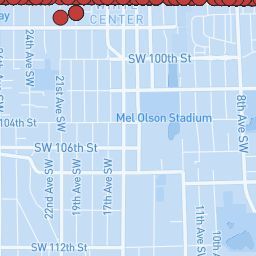 CENTER
ay
SW 100th St
24th Ave SW
21st Ave SW
8th Ave SW
Mel Olson Stadium
104th St
SW 106th St
22nd Ave SW
19th Ave SW
17th Ave SW
11th Ave SW
10th A
SW 112th St